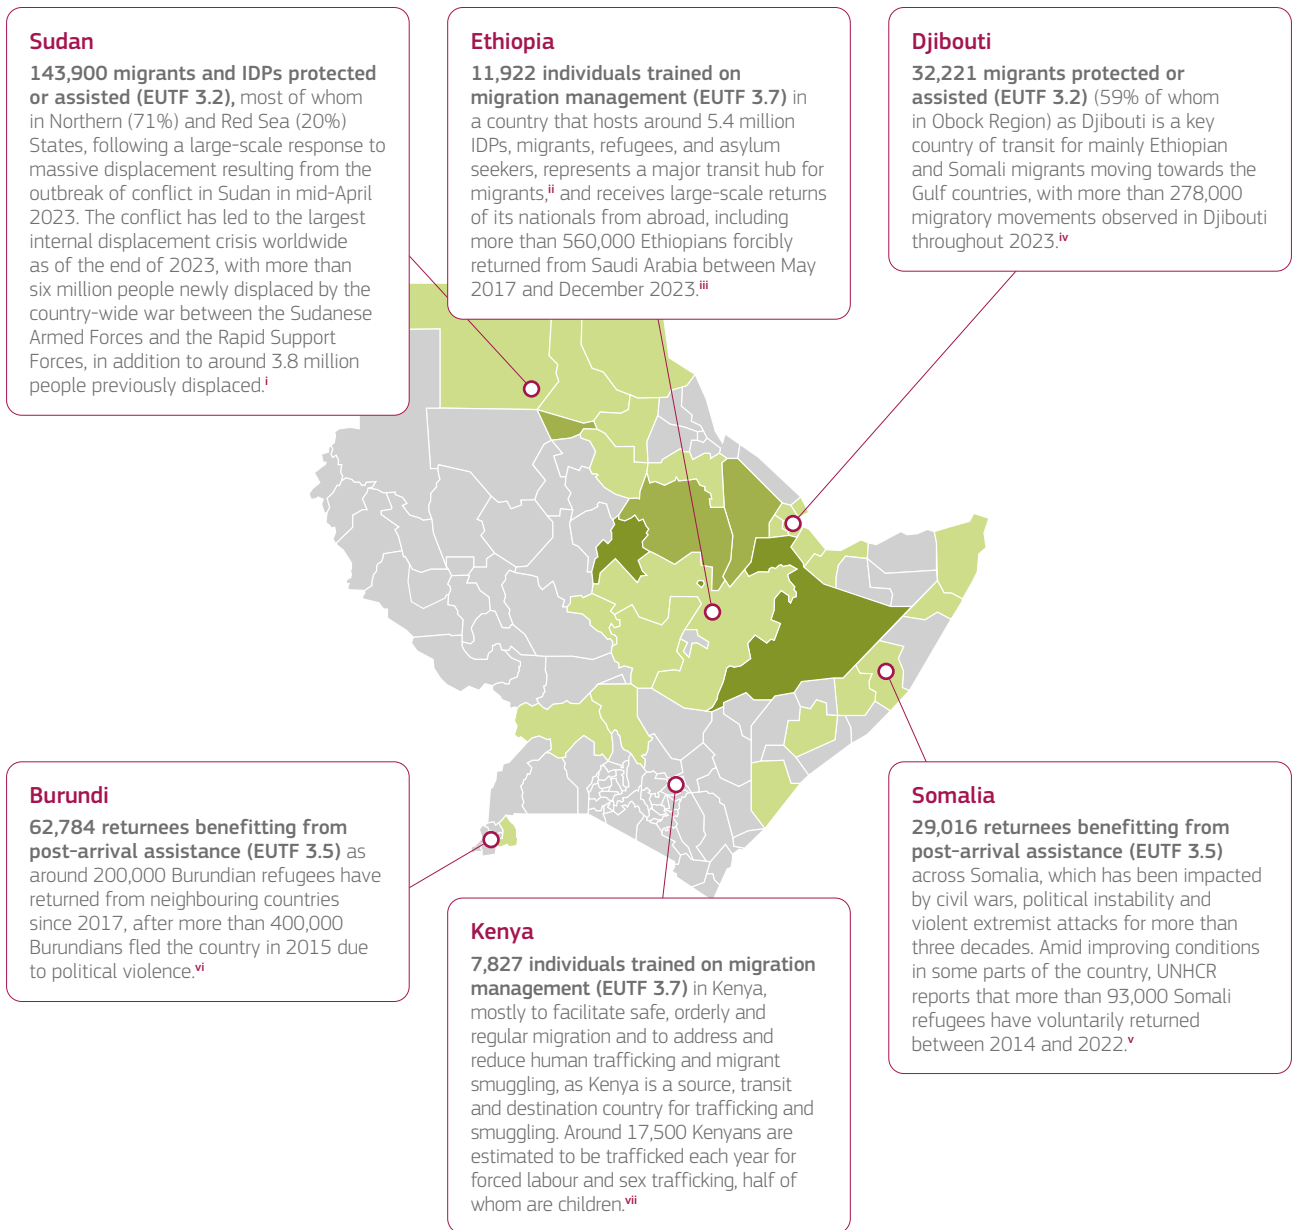 Sudan
143,900 migrants and IDPs protected
or assisted (EUTF 3.2), most of whom
in Northern (71%) and Red Sea (20%)
States, following a large-scale response to
massive displacement resulting from the
outbreak of conflict in Sudan in mid-April
2023. The conflict has led to the largest
internal displacement crisis worldwide
as of the end of 2023, with more than
six million people newly displaced by the
country-wide war between the Sudanese
Armed Forces and the Rapid Support
Forces, in addition to around 3.8 million
people previously displaced.i
Ethiopia
11,922 individuals trained on
migration management (EUTF 3.7) in
a country that hosts around 5.4 million
IDPs, migrants, refugees, and asylum
seekers, represents a major transit hub for
migrants,ii and receives large-scale returns
of its nationals from abroad, including
more than 560,000 Ethiopians forcibly
returned from Saudi Arabia between May
2017 and December 2023.iii
Djibouti
32,221 migrants protected or
assisted (EUTF 3.2) (59% of whom
in Obock Region) as Djibouti is a key
country of transit for mainly Ethiopian
and Somali migrants moving towards the
Gulf countries, with more than 278,000
migratory movements observed in Djibouti
throughout 2023.iv
Burundi
62,784 returnees benefitting from
post-arrival assistance (EUTF 3.5) as
around 200,000 Burundian refugees have
returned from neighbouring countries
since 2017, after more than 400,000
Burundians fled the country in 2015 due
to political violence.vi
Kenya
7,827 individuals trained on migration
management (EUTF 3.7) in Kenya,
mostly to facilitate safe, orderly and
regular migration and to address and
reduce human trafficking and migrant
smuggling, as Kenya is a source, transit
and destination country for trafficking and
smuggling. Around 17,500 Kenyans are
estimated to be trafficked each year for
forced labour and sex trafficking, half of
whom are children.vii
Somalia
29,016 returnees benefitting from
post-arrival assistance (EUTF 3.5)
across Somalia, which has been impacted
by civil wars, political instability and
violent extremist attacks for more than
three decades. Amid improving conditions
in some parts of the country, UNHCR
reports that more than 93,000 Somali
refugees have voluntarily returned
between 2014 and 2022.v